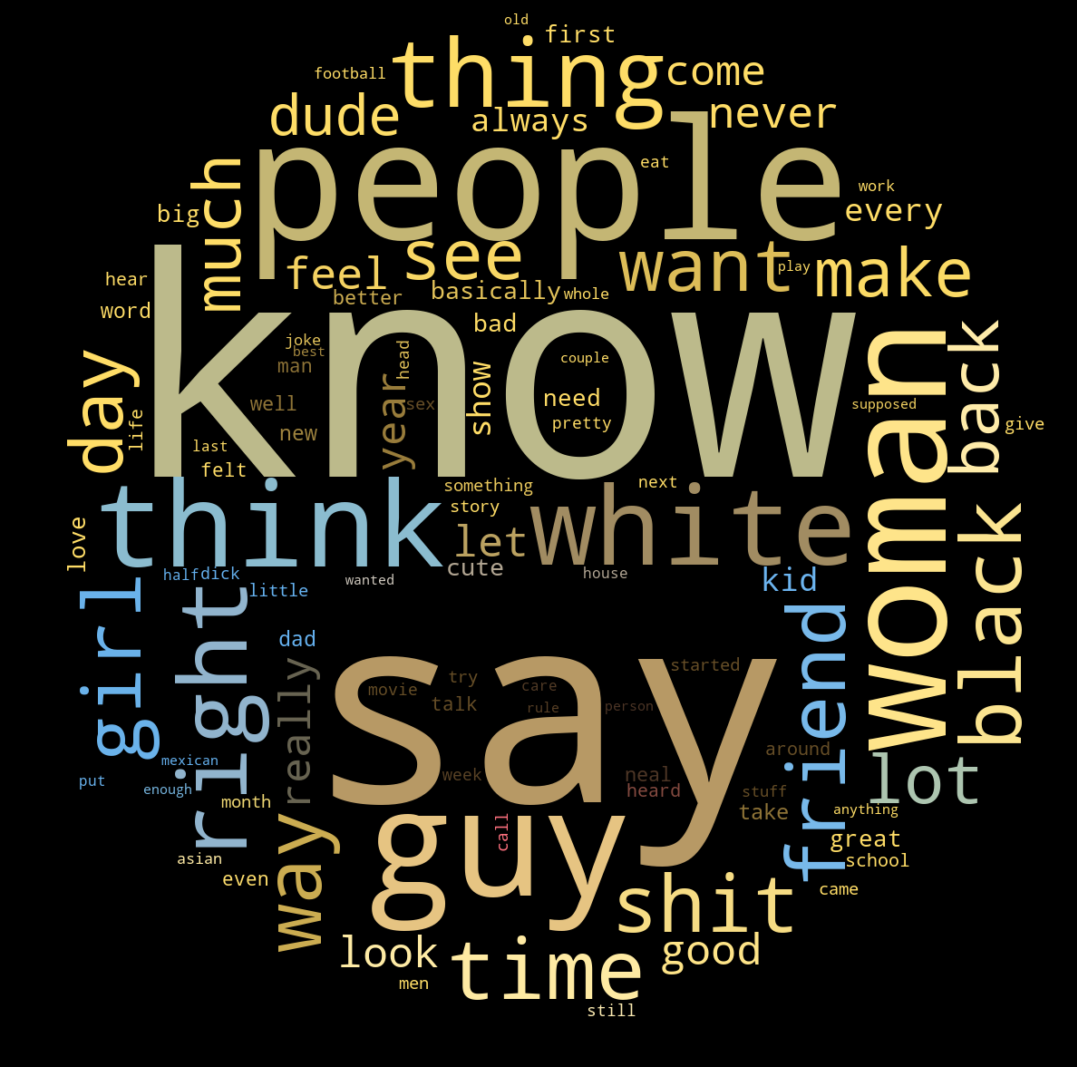 old
first
football
thing
come
dude
always
never
people
eat
work
big
much
every
see
want
feel
play
make
hear
better
basically
whole
word
know
bad
joke
best
man
head
couple
day
year
show
woman
back
well
sex
need
supposed
life
new
pretty
give
last
felt
something
next
think
story
white
black
love
let
cute
house
half
dick
wanted
kid
girl
right
little
friend
dad
say
really
started
movie
try
care
talk
rule
person
around
mexican
week
neal
lot
put
enough
heard
stuff
month
take
anything
way
guy
call
great
asian
school
even
shit
came
look
time
good
men
still